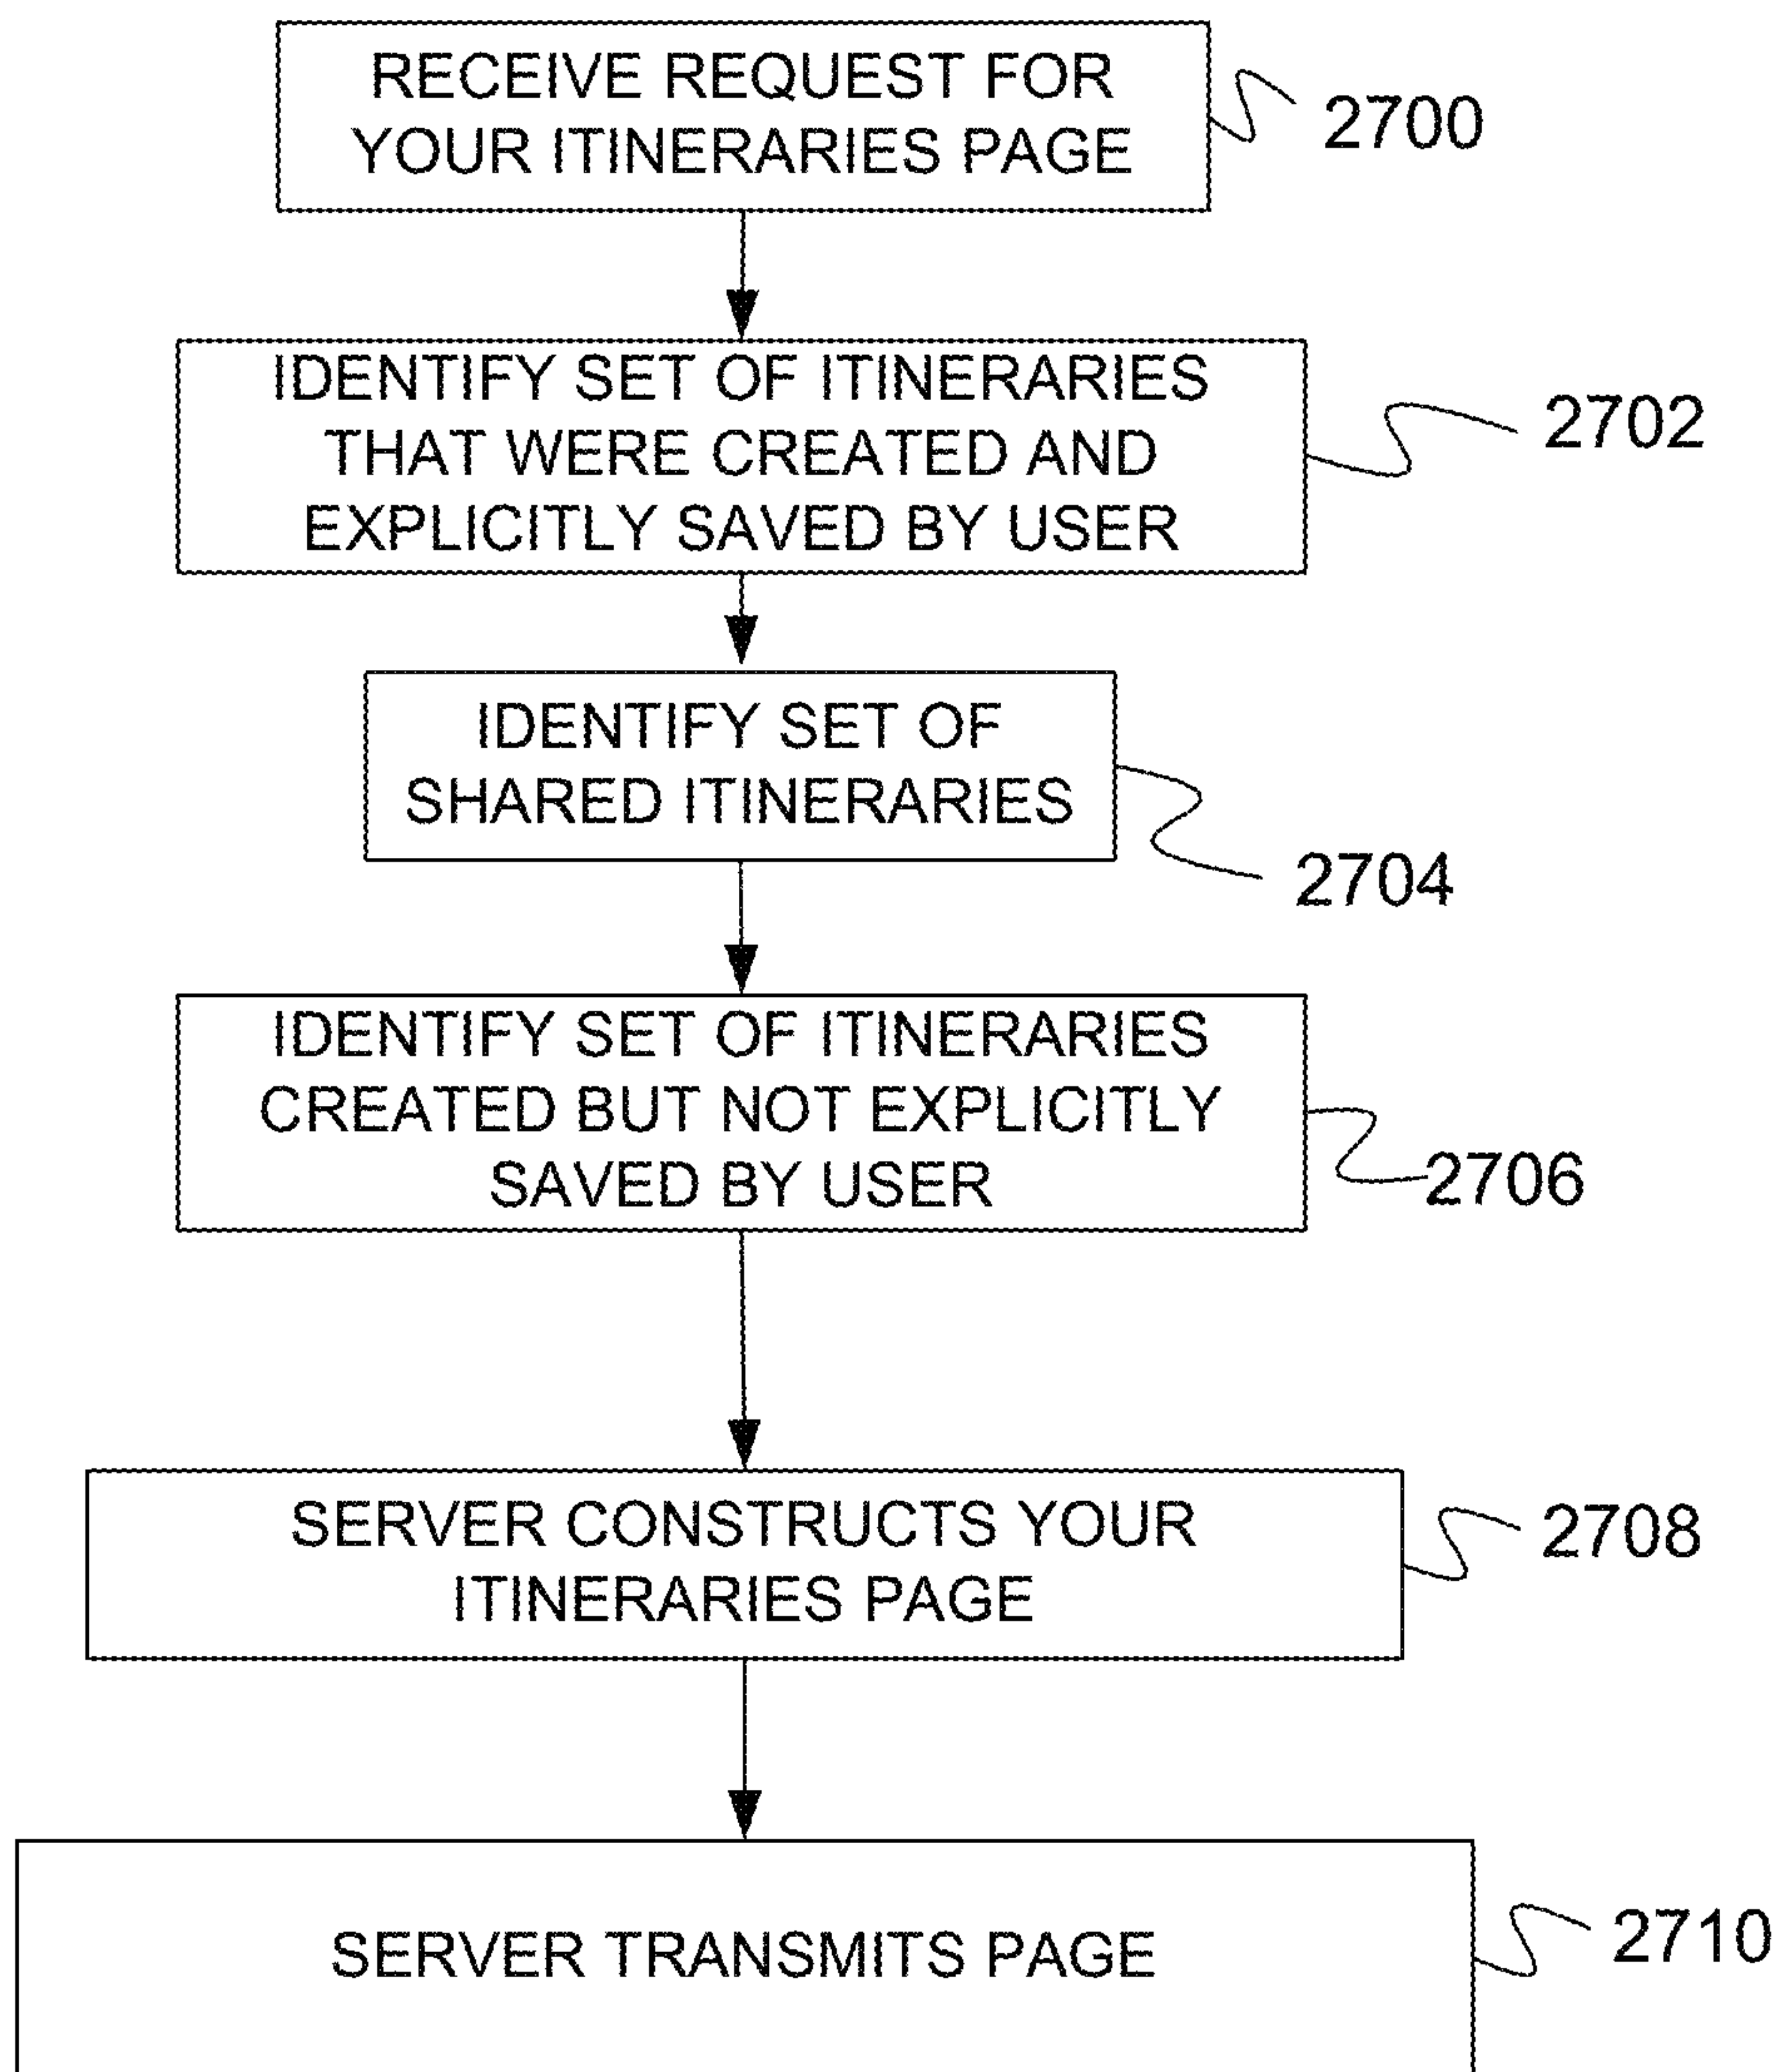 RECEIVE REQUEST FOR
YOUR ITINERARIES PAGE
2700
IDENTIFY SET OF ITINERARIES
THAT WERE CREATED AND
EXPLICITLY SAVED BY USER
2702
IDENTIFY SET OF
SHARED ITINERARIES
2704
IDENTIFY SET OF ITINERARIES
CREATED BUT NOT EXPLICITLY
SAVED BY USER
2706
SERVER CONSTRUCTS YOUR
ITINERARIES PAGE
2708
SERVER TRANSMITS PAGE
2710